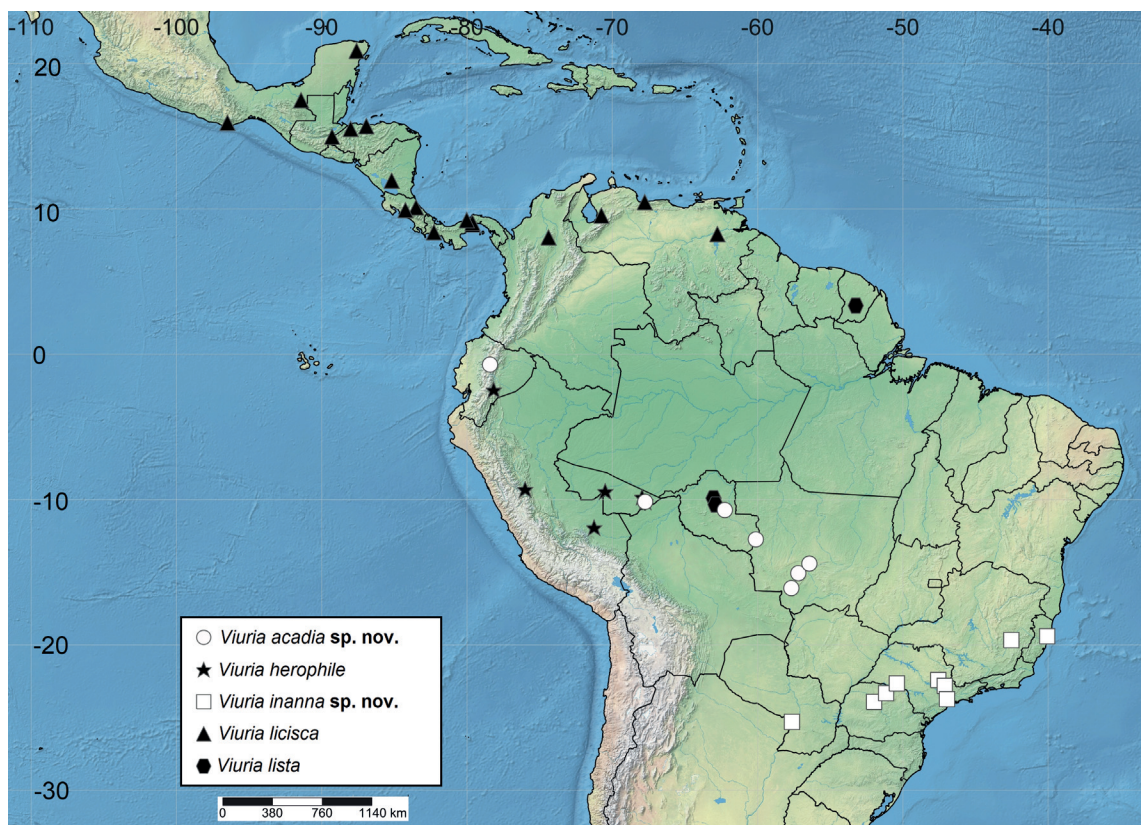 -110 -100 -90 -80 -70 -60 -50 -40
20
10
0
-10
-20
-30
Viuria acadia sp. nov.
Viuria herophile
Viuria inanna sp. nov.
Viuria licisca
Viuria lista
0 380 760 1140 km